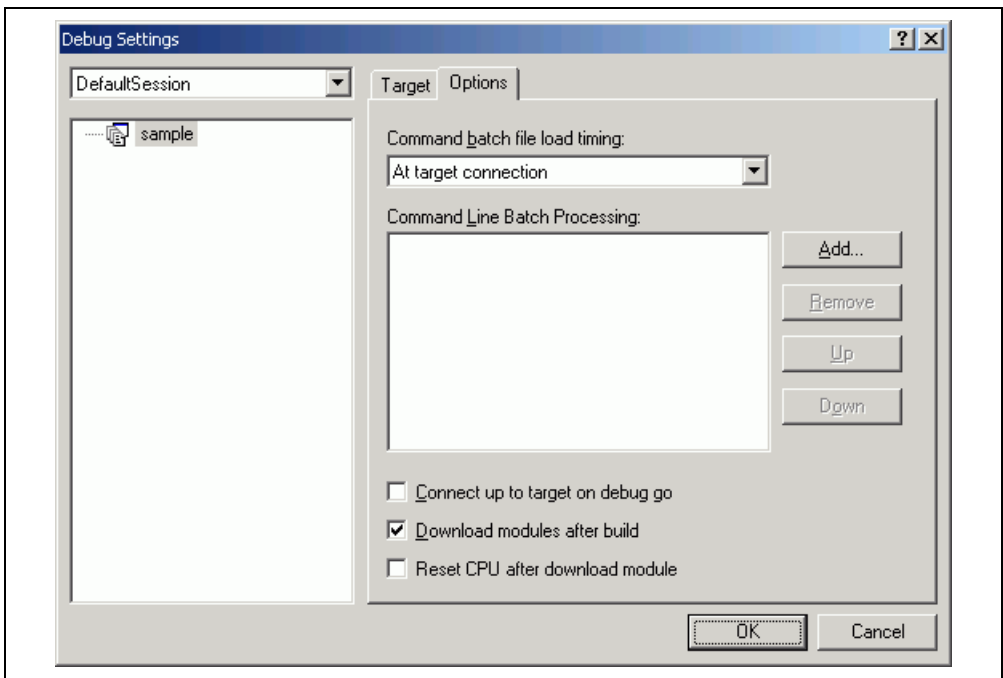 Debug Settings
DefaultSession
sample
Target
Options
Command batch file load timing:
At target connection
Command Line Batch Processing:
Add...
Remove
Up
Down
Connect up to target on debug go
Download modules after build
Reset CPU after download module
OK
Cancel